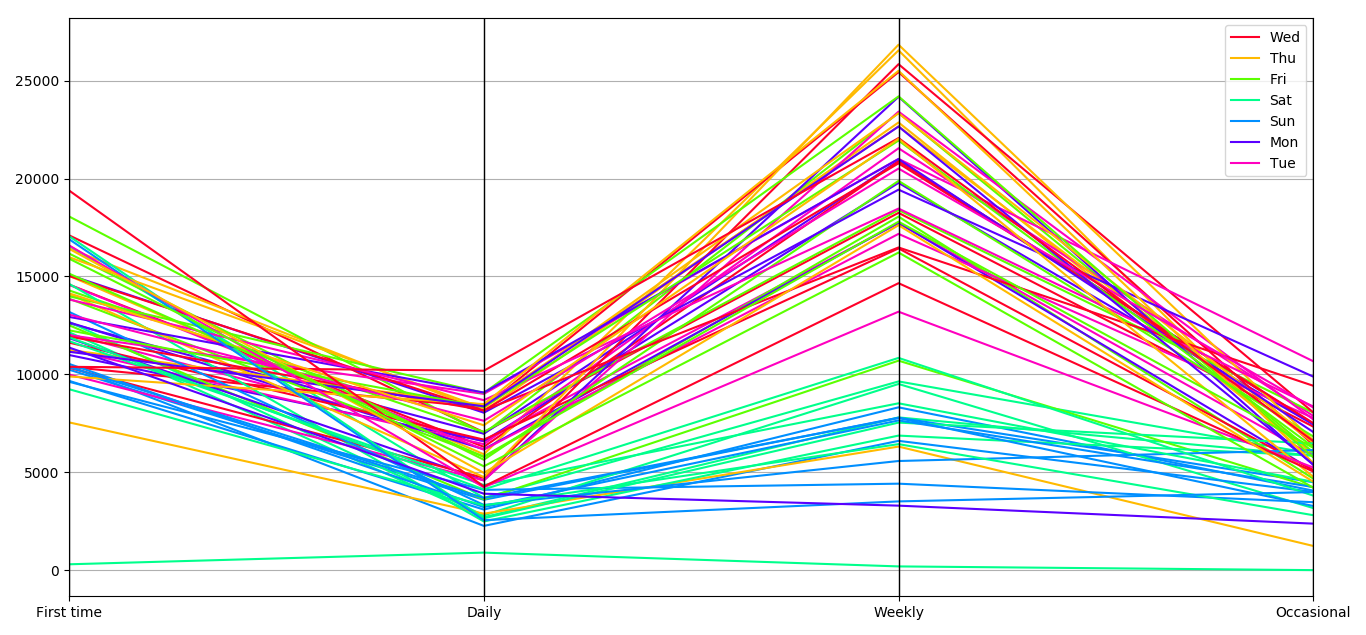 25000
20000
15000
10000
5000
0
First time
Daily
Weekly
Occasional
Wed
Thu
Fri
Sat
Sun
Mon
Tue